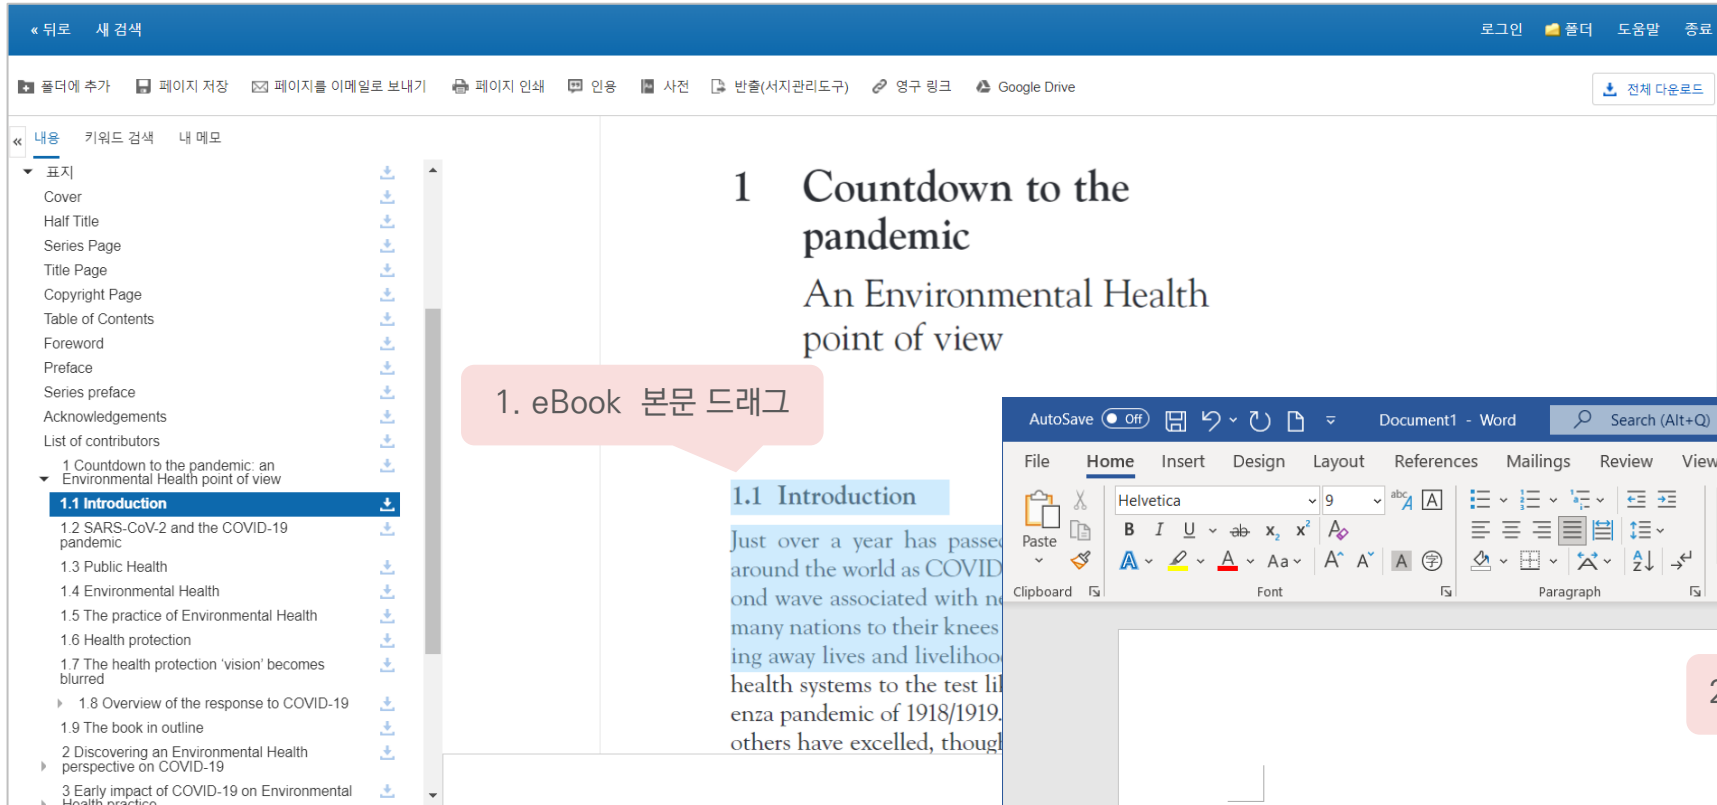 « 뒤로 새 검색 로그인 폴더 도움말 종료
폴더에 추가 페이지 저장 페이지를 이메일로 보내기 페이지 인쇄 인용 사전 반출(서지관리도구) 영구 링크 Google Drive 전체 다운로드
« 내용 키워드 검색 내 메모
표지
Cover
Half Title
Series Page
Title Page
Copyright Page
Table of Contents
Foreword
Preface
Series preface
Acknowledgements
List of contributors
1 Countdown to the pandemic: an
Environmental Health point of view
1.1 Introduction
1.2 SARS-CoV-2 and the COVID-19
pandemic
1.3 Public Health
1.4 Environmental Health
1.5 The practice of Environmental Health
1.6 Health protection
1.7 The health protection ‘vision’ becomes
blurred
1.8 Overview of the response to COVID-19
1.9 The book in outline
2 Discovering an Environmental Health
perspective on COVID-19
3 Early impact of COVID-19 on Environmental
Health practice
1 Countdown to the
pandemic
An Environmental Health
point of view
1. eBook 본문 드래그
1.1 Introduction
Just over a year has passed
around the world as COVID
ond wave associated with ne
many nations to their knees
ing away lives and livelihoo
health systems to the test li
enza pandemic of 1918/1919.
others have excelled, though
AutoSave Off Document1 - Word Search (Alt+Q)
File Home Insert Design Layout References Mailings Review View
Paste
Helvetica 9 abc A A
B I U ab x₂ x² A
A A Aa A A A 字
Clipboard Font Paragraph
2